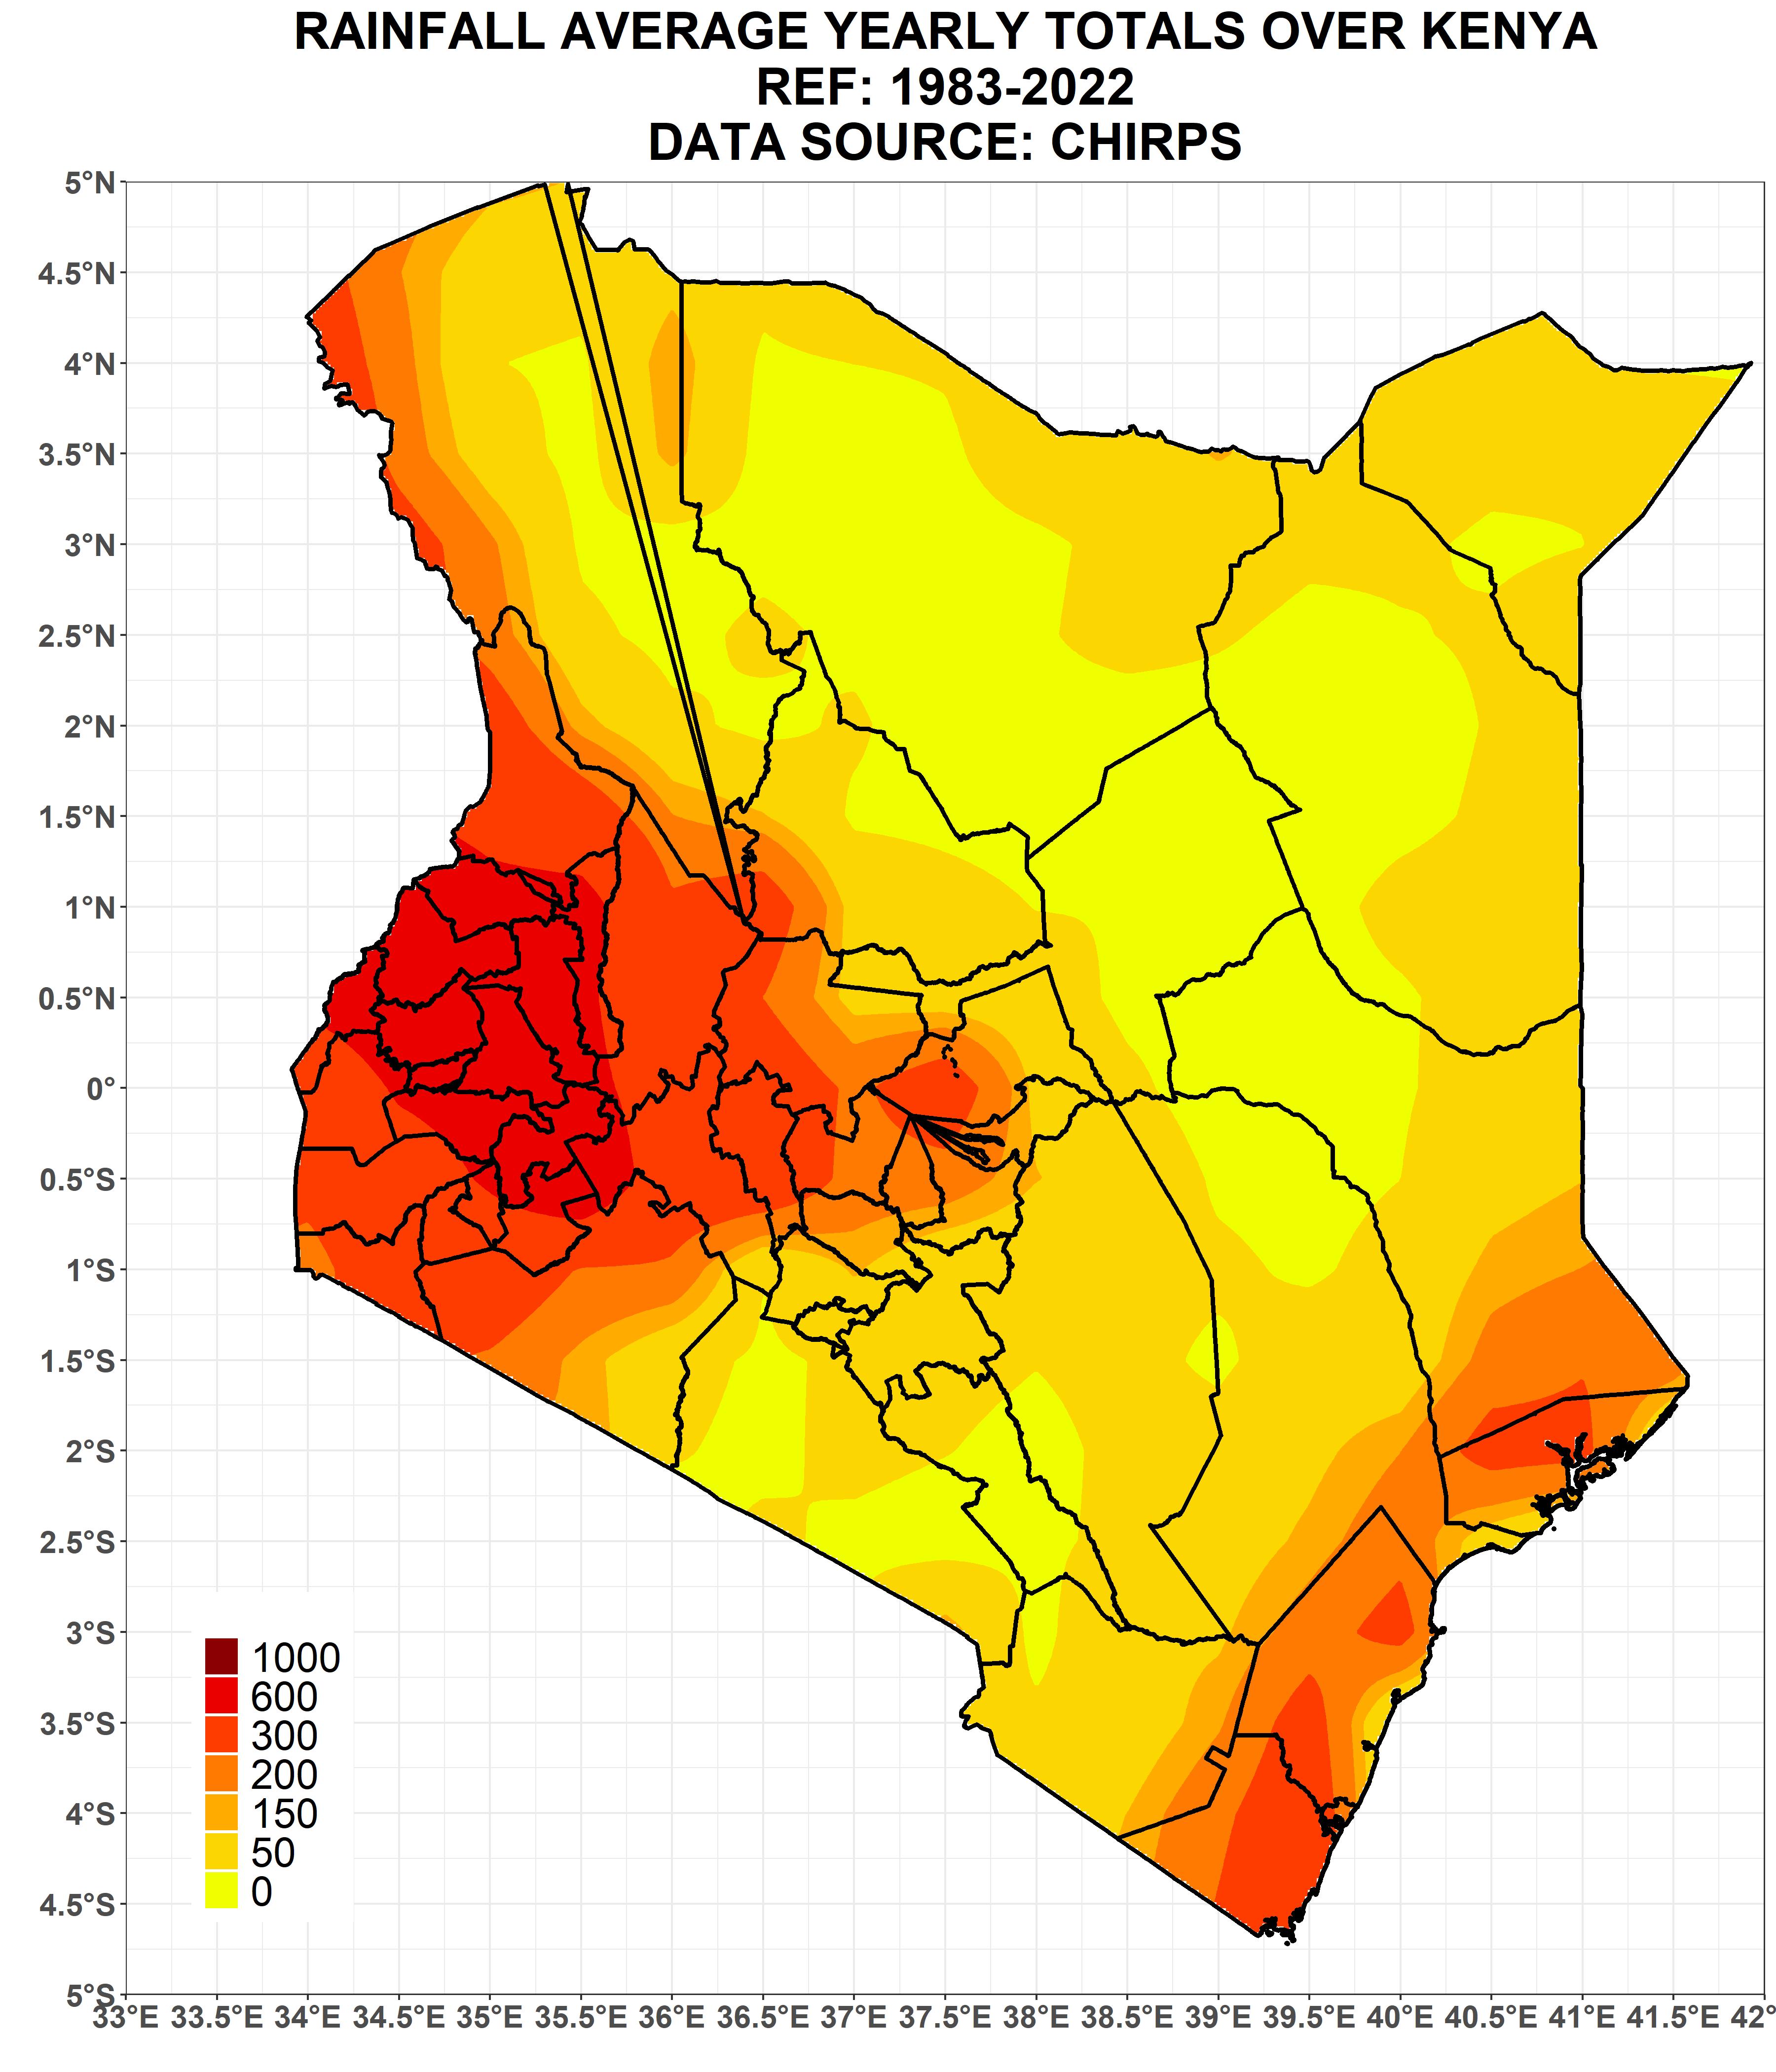 RAINFALL AVERAGE YEARLY TOTALS OVER KENYA
REF: 1983-2022
DATA SOURCE: CHIRPS
5°N
4.5°N
4°N
3.5°N
3°N
2.5°N
2°N
1.5°N
1°N
0.5°N
0°
0.5°S
1°S
1.5°S
2°S
2.5°S
3°S
3.5°S
4°S
4.5°S
5°S
1000
600
300
200
150
50
0
33°E 33.5°E 34°E 34.5°E 35°E 35.5°E 36°E 36.5°E 37°E 37.5°E 38°E 38.5°E 39°E 39.5°E 40°E 40.5°E 41°E 41.5°E 42°